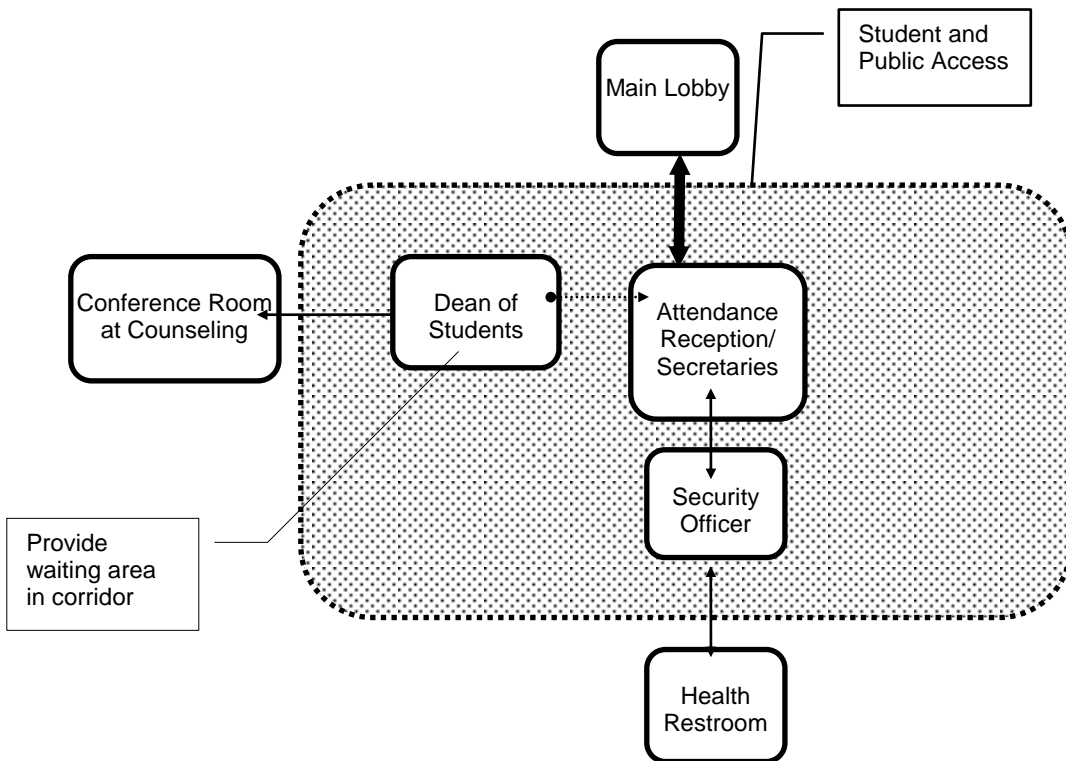 Student and
Public Access
Main Lobby
Conference Room
at Counseling
Dean of
Students
Attendance
Reception/
Secretaries
Security
Officer
Provide
waiting area
in corridor
Health
Restroom